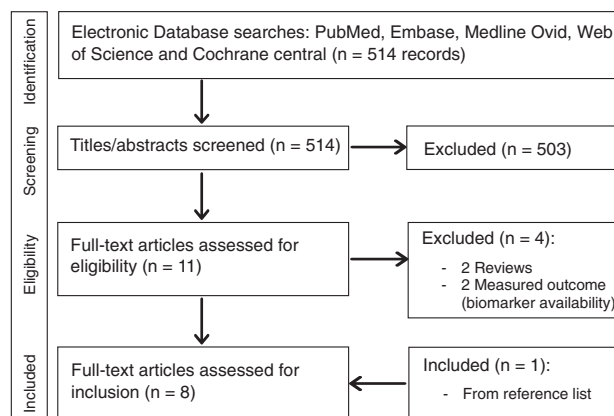 Identification
Electronic Database searches: PubMed, Embase, Medline Ovid, Web
of Science and Cochrane central (n = 514 records)
Screening
Titles/abstracts screened (n = 514)
Excluded (n = 503)
Eligibility
Full-text articles assessed for
eligibility (n = 11)
Excluded (n = 4):
- 2 Reviews
- 2 Measured outcome
(biomarker availability)
Included
Full-text articles assessed for
inclusion (n = 8)
Included (n = 1):
- From reference list